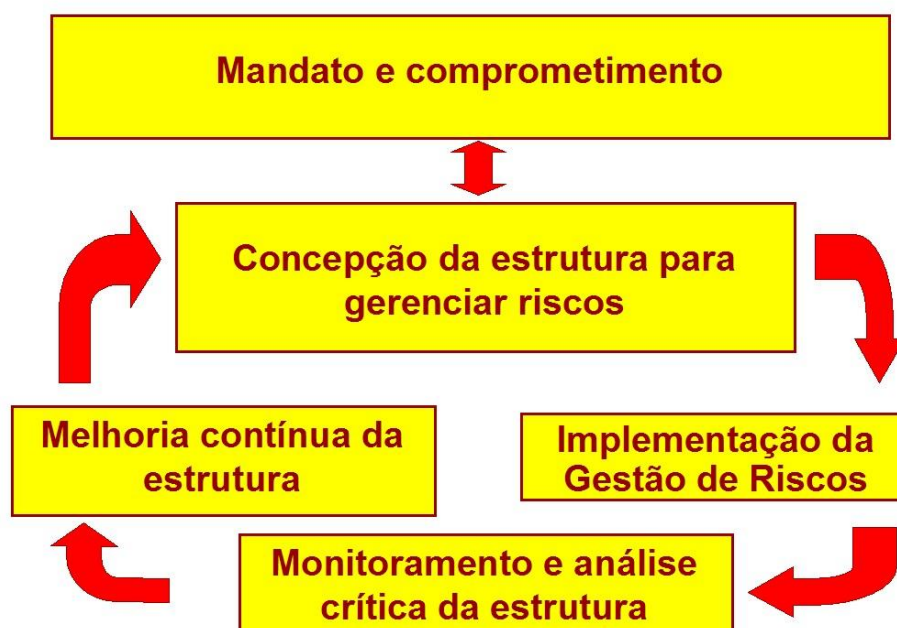 Mandato e comprometimento
Concepção da estrutura para
gerenciar riscos
Melhoria contínua da
estrutura
Implementação da
Gestão de Riscos
Monitoramento e análise
crítica da estrutura